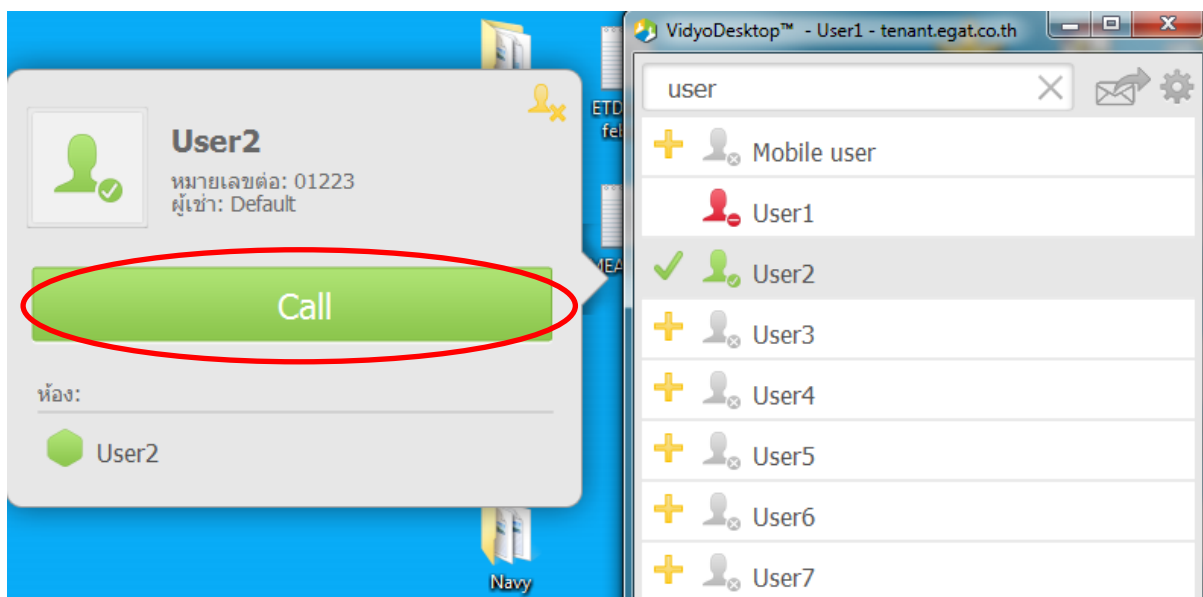 User2
หมายเลขต่อ: 01223
ผู้เช่า: Default
Call
ห้อง:
User2
Navy
VidyoDesktop™ - User1 - tenant.egat.co.th
user
Mobile user
User1
User2
User3
User4
User5
User6
User7